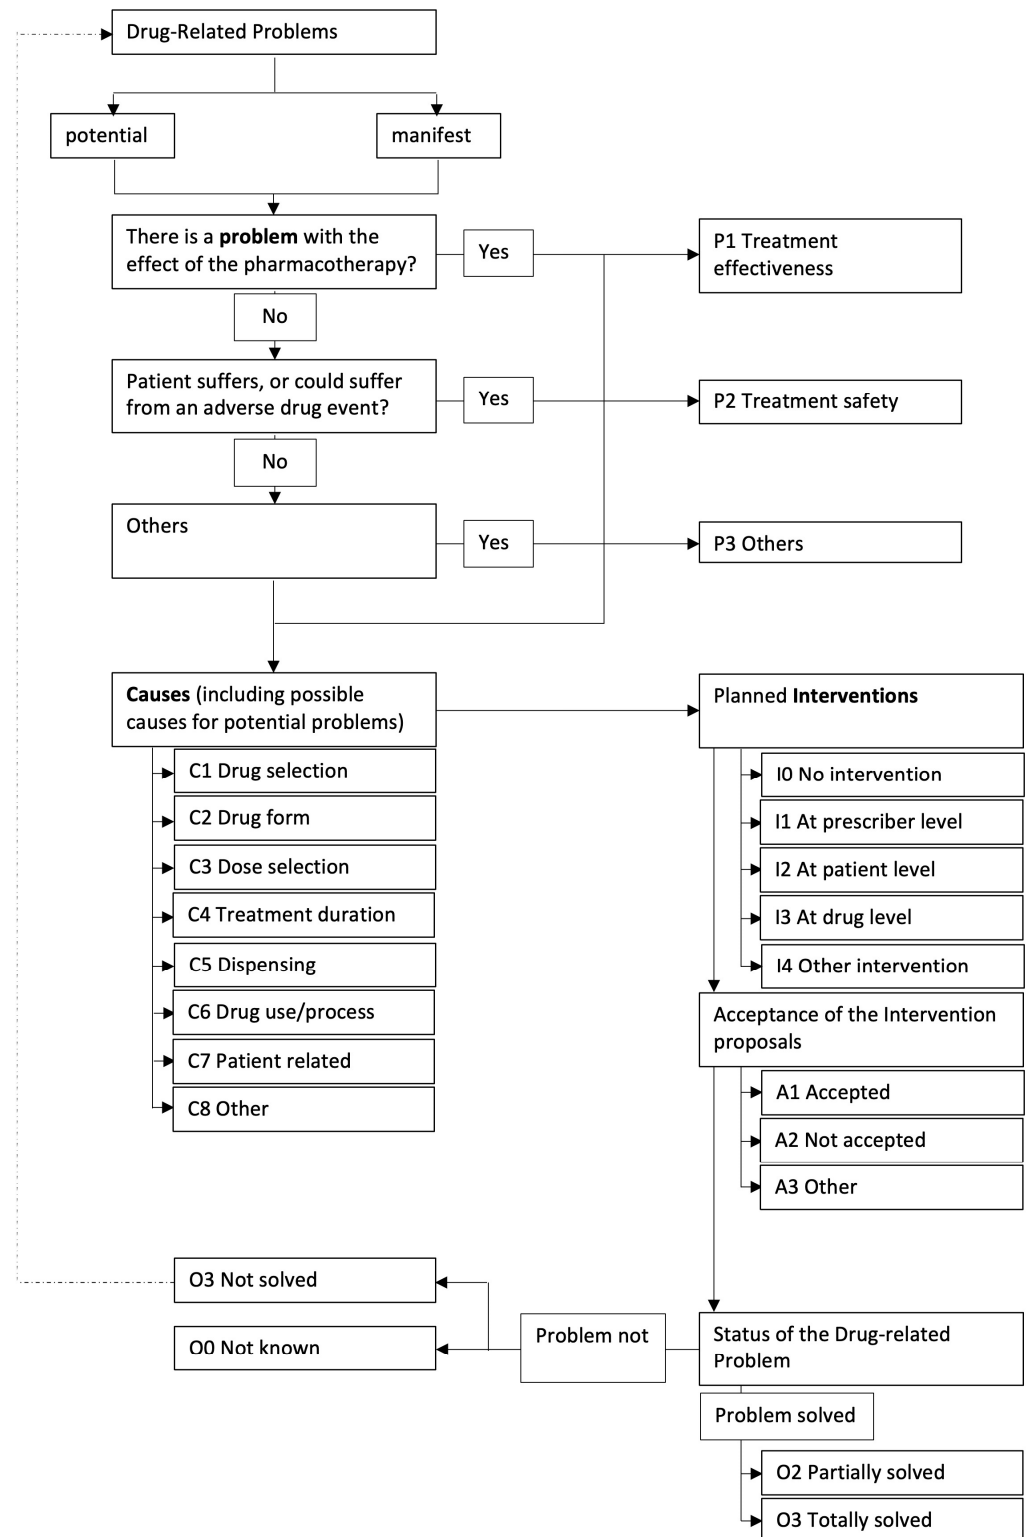 Drug-Related Problems
potential
manifest
There is a problem with the
effect of the pharmacotherapy?
Yes
P1 Treatment
effectiveness
No
Patient suffers, or could suffer
from an adverse drug event?
Yes
P2 Treatment safety
No
Others
Yes
P3 Others
Causes (including possible
causes for potential problems)
C1 Drug selection
C2 Drug form
C3 Dose selection
C4 Treatment duration
C5 Dispensing
C6 Drug use/process
C7 Patient related
C8 Other
Planned Interventions
I0 No intervention
I1 At prescriber level
I2 At patient level
I3 At drug level
I4 Other intervention
Acceptance of the Intervention
proposals
A1 Accepted
A2 Not accepted
A3 Other
Status of the Drug-related
Problem
Problem not
O3 Not solved
O0 Not known
Problem solved
O2 Partially solved
O3 Totally solved